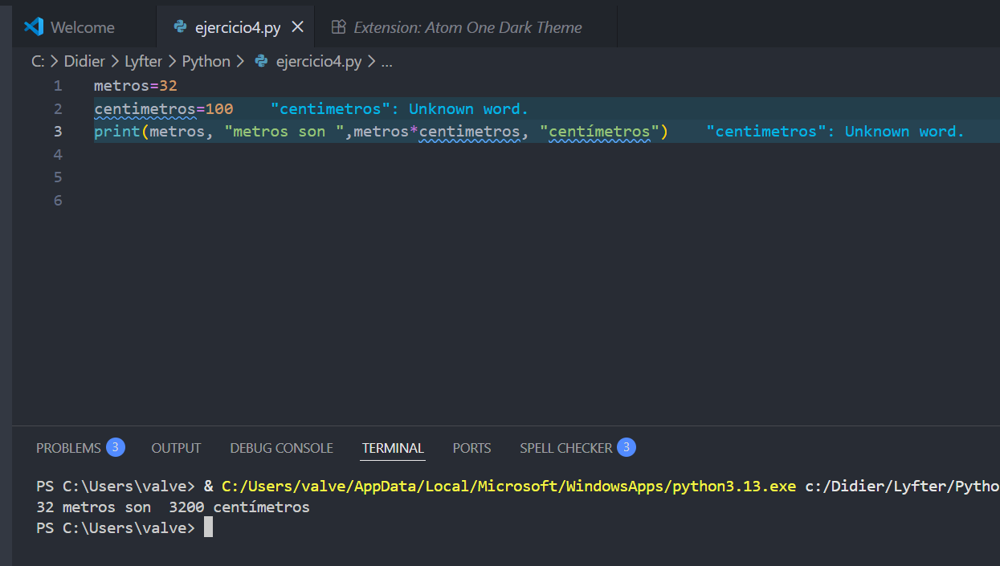 Welcome
ejercicio4.py
Extension: Atom One Dark Theme
C: > Didier > Lyfter > Python > ejercicio4.py > ...
1 metros=32
2 centimetros=100 "centimetros": Unknown word.
3 print(metros, "metros son ",metros*centimetros, "centímetros") "centimetros": Unknown word.
4
5
6
PROBLEMS 3 OUTPUT DEBUG CONSOLE TERMINAL PORTS SPELL CHECKER 3
PS C:\Users\valve> & C:/Users/valve/AppData/Local/Microsoft/WindowsApps/python3.13.exe c:/Didier/Lyfter/Pytho
32 metros son  3200 centímetros
PS C:\Users\valve>